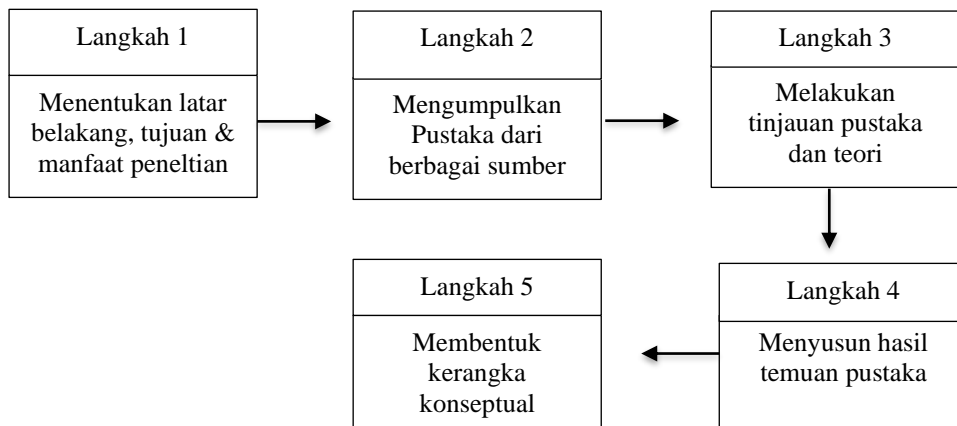 Langkah 1
Menentukan latar
belakang, tujuan &
manfaat peneltian
Langkah 2
Mengumpulkan
Pustaka dari
berbagai sumber
Langkah 3
Melakukan
tinjauan pustaka
dan teori
Langkah 4
Menyusun hasil
temuan pustaka
Langkah 5
Membentuk
kerangka
konseptual